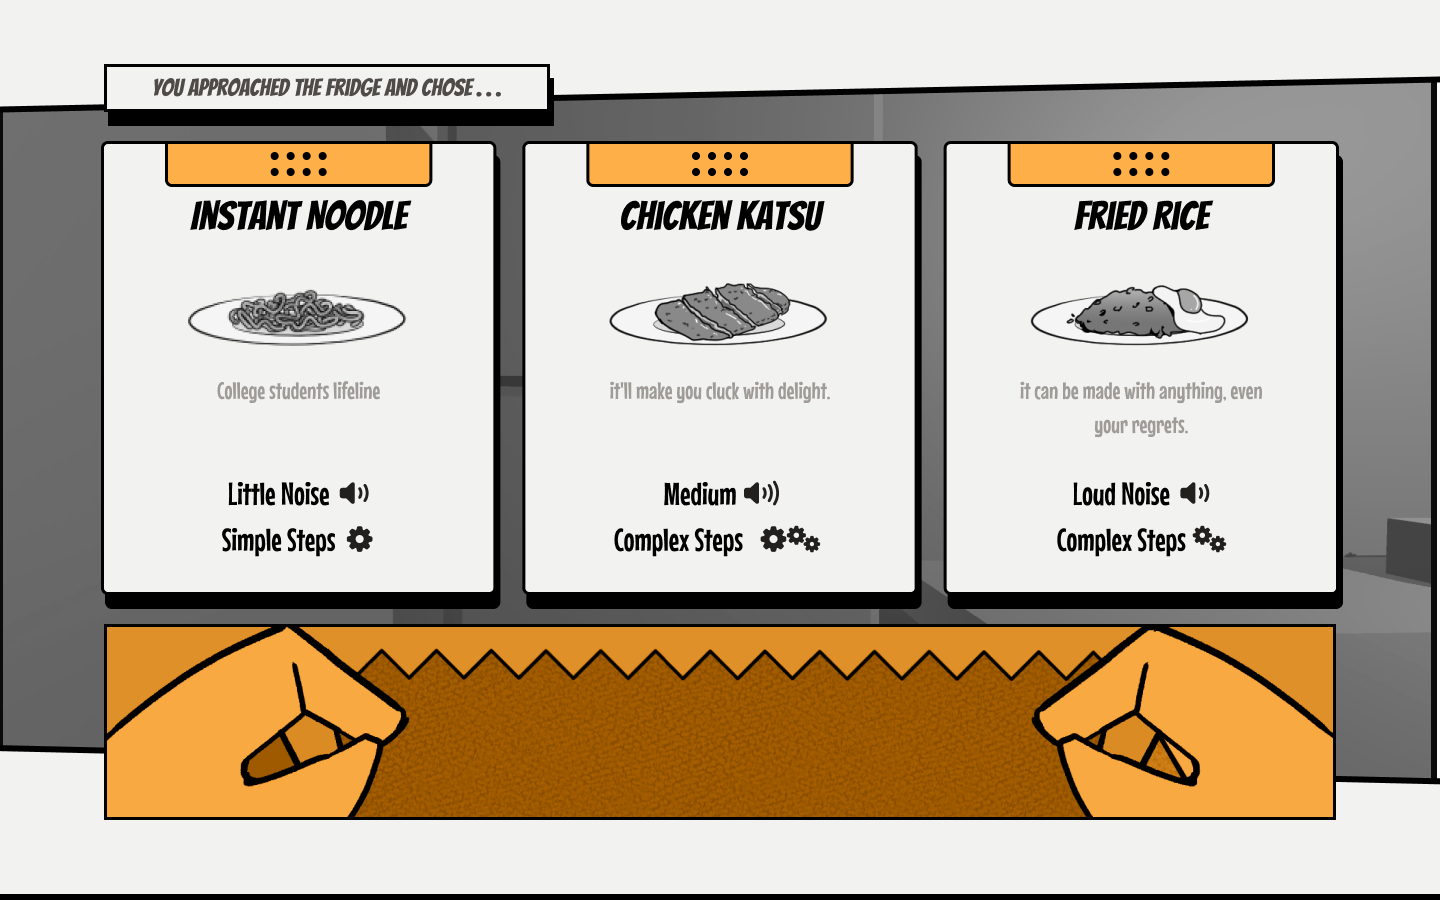 YOU APPROACHED THE FRIDGE AND CHOSE . . .
INSTANT NOODLE
College students lifeline
Little Noise
Simple Steps
CHICKEN KATSU
it'll make you cluck with delight.
Medium
Complex Steps
FRIED RICE
it can be made with anything, even
your regrets.
Loud Noise
Complex Steps